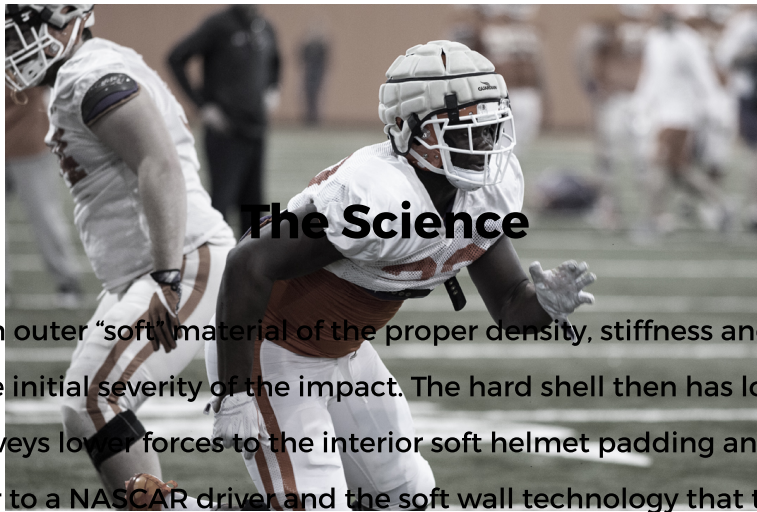 GUARDIAN
The Science
outer “soft” material of the proper density, stiffness
initial severity of the impact. The hard shell then has
lower forces to the interior soft helmet padding
to a NASCAR driver and the soft wall technology that